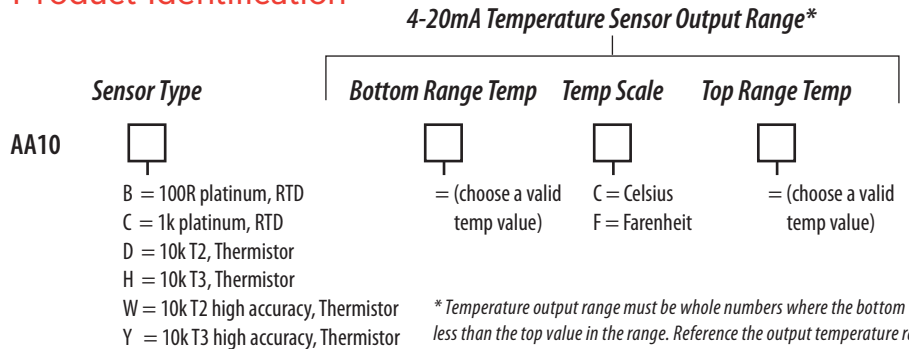 Product Identification
4-20mA Temperature Sensor Output Range*
Sensor Type
Bottom Range Temp
Temp Scale
Top Range Temp
AA10
B = 100R platinum, RTD
C = 1k platinum, RTD
D = 10k T2, Thermistor
H = 10k T3, Thermistor
W = 10k T2 high accuracy, Thermistor
Y = 10k T3 high accuracy, Thermistor
= (choose a valid
temp value)
C = Celsius
F = Farenheit
= (choose a valid
temp value)
* Temperature output range must be whole numbers where the bottom
less than the top value in the range. Reference the output temperature